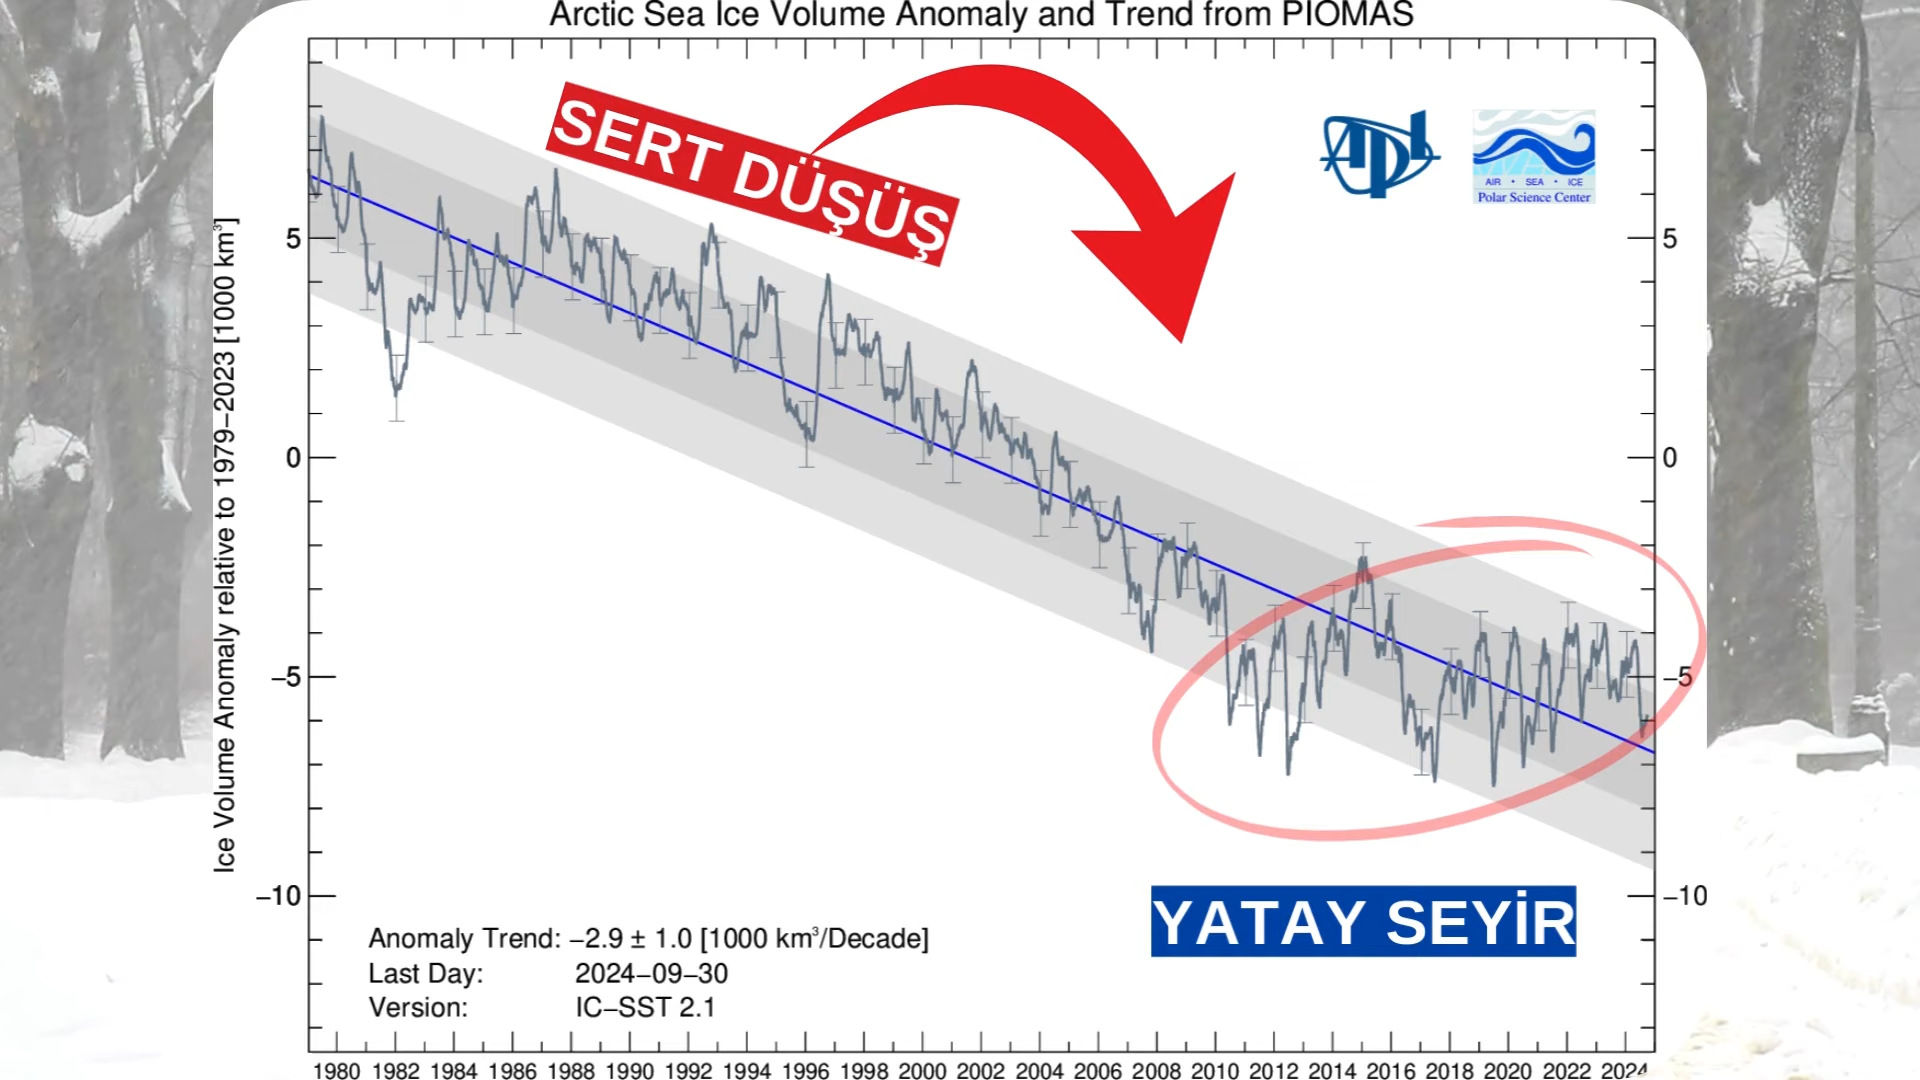 Arctic Sea Ice Volume Anomaly and Trend from PIOMAS
SERT DÜŞÜŞ
APL
AIR • SEA • ICE
Polar Science Center
Ice Volume Anomaly relative to 1979–2023 [1000 km³]
5
0
−5
−10
5
0
−5
−10
YATAY SEYİR
Anomaly Trend: −2.9 ± 1.0 [1000 km³/Decade]
Last Day: 2024−09−30
Version: IC−SST 2.1
1980 1982 1984 1986 1988 1990 1992 1994 1996 1998 2000 2002 2004 2006 2008 2010 2012 2014 2016 2018 2020 2022 2024